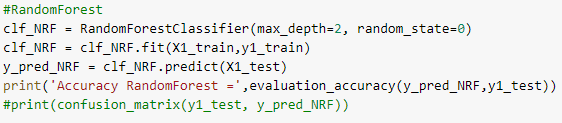 #RandomForest
clf_NRF = RandomForestClassifier(max_depth=2, random_state=0)
clf_NRF = clf_NRF.fit(X1_train,y1_train)
y_pred_NRF = clf_NRF.predict(X1_test)
print('Accuracy RandomForest =',evaluation_accuracy(y_pred_NRF,y1_test))
#print(confusion_matrix(y1_test, y_pred_NRF))